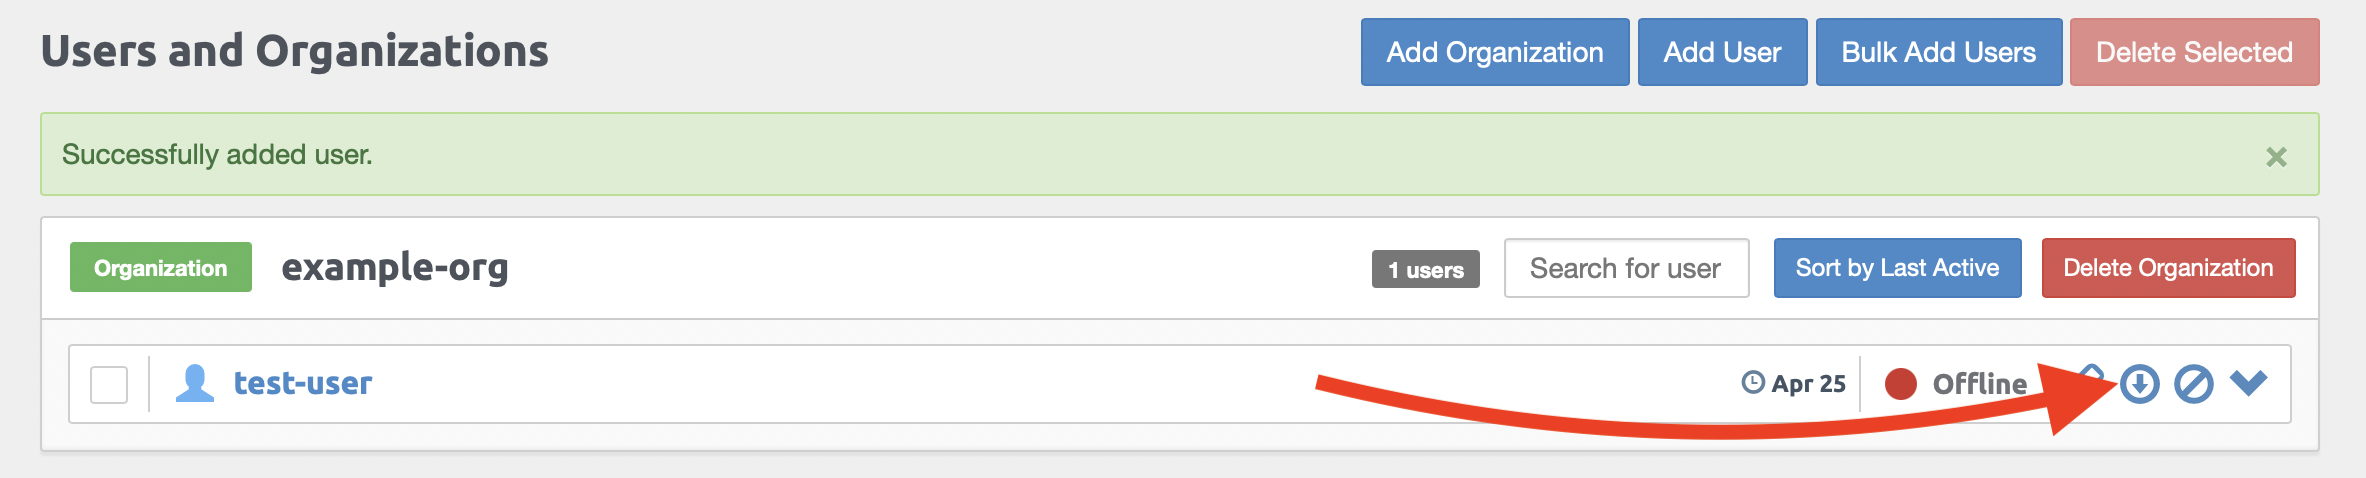 Users and Organizations
Add Organization
Add User
Bulk Add Users
Delete Selected
Successfully added user.
×
Organization
example-org
1 users
Search for user
Sort by Last Active
Delete Organization
test-user
Apr 25
Offline